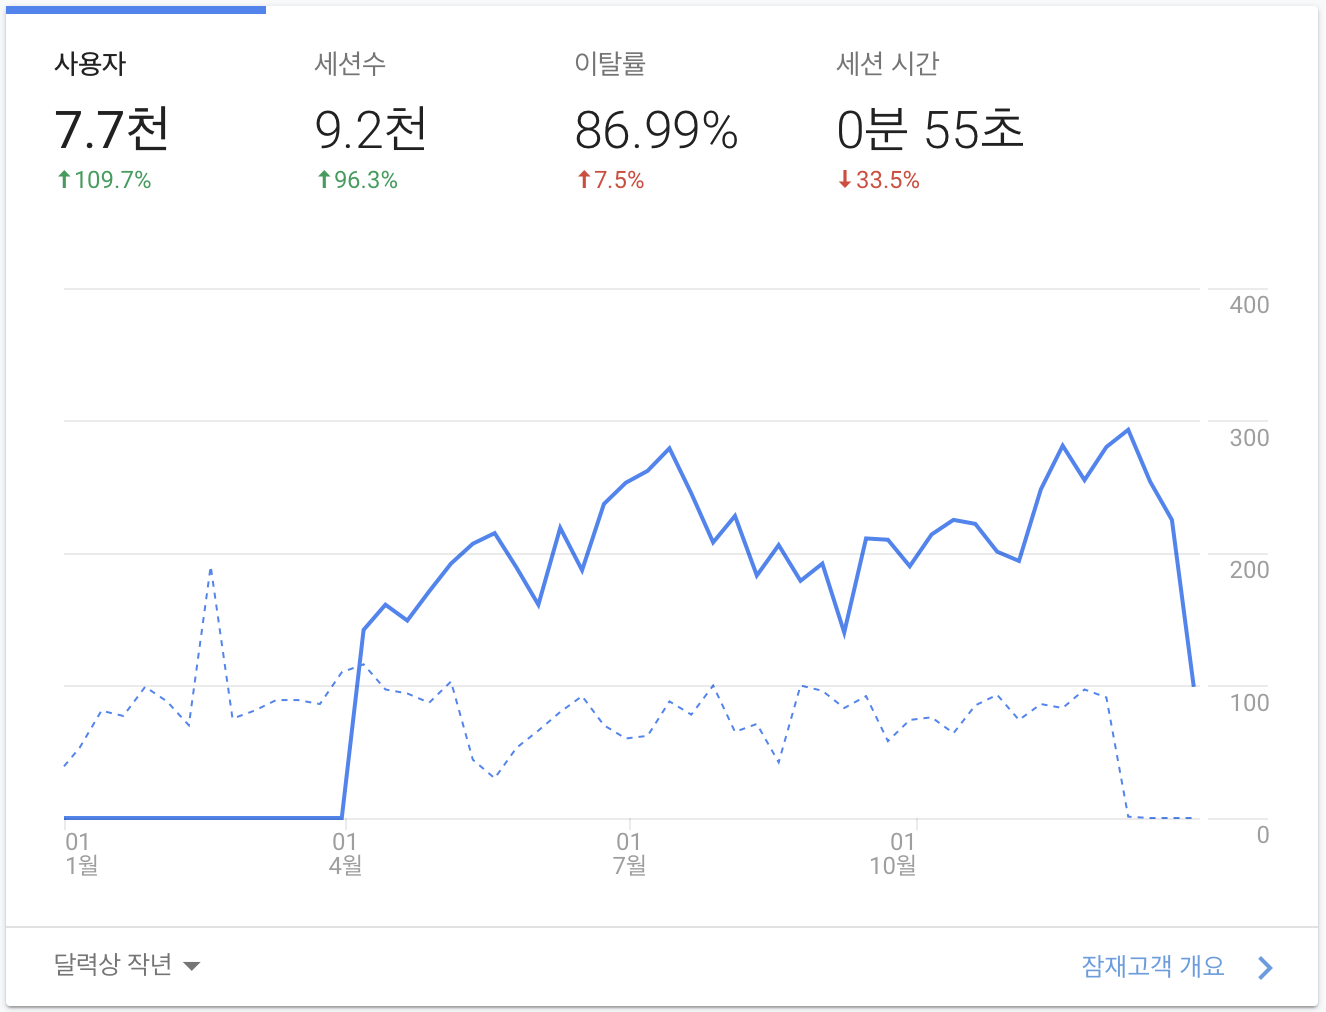 사용자 세션수 이탈률 세션 시간
7.7천 9.2천 86.99% 0분 55초
↑109.7% ↑96.3% ↑7.5% ↓33.5%
400
300
200
100
0
01 01 01 01
1월 4월 7월 10월
달력상 작년 잠재고객 개요